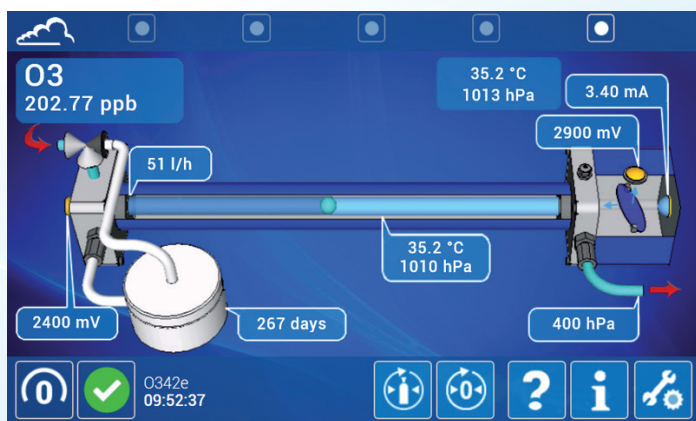 O3
202.77 ppb
35.2 °C
1013 hPa
3.40 mA
2900 mV
51 l/h
35.2 °C
1010 hPa
2400 mV
267 days
400 hPa
0
O342e
09:52:37
0
?
i